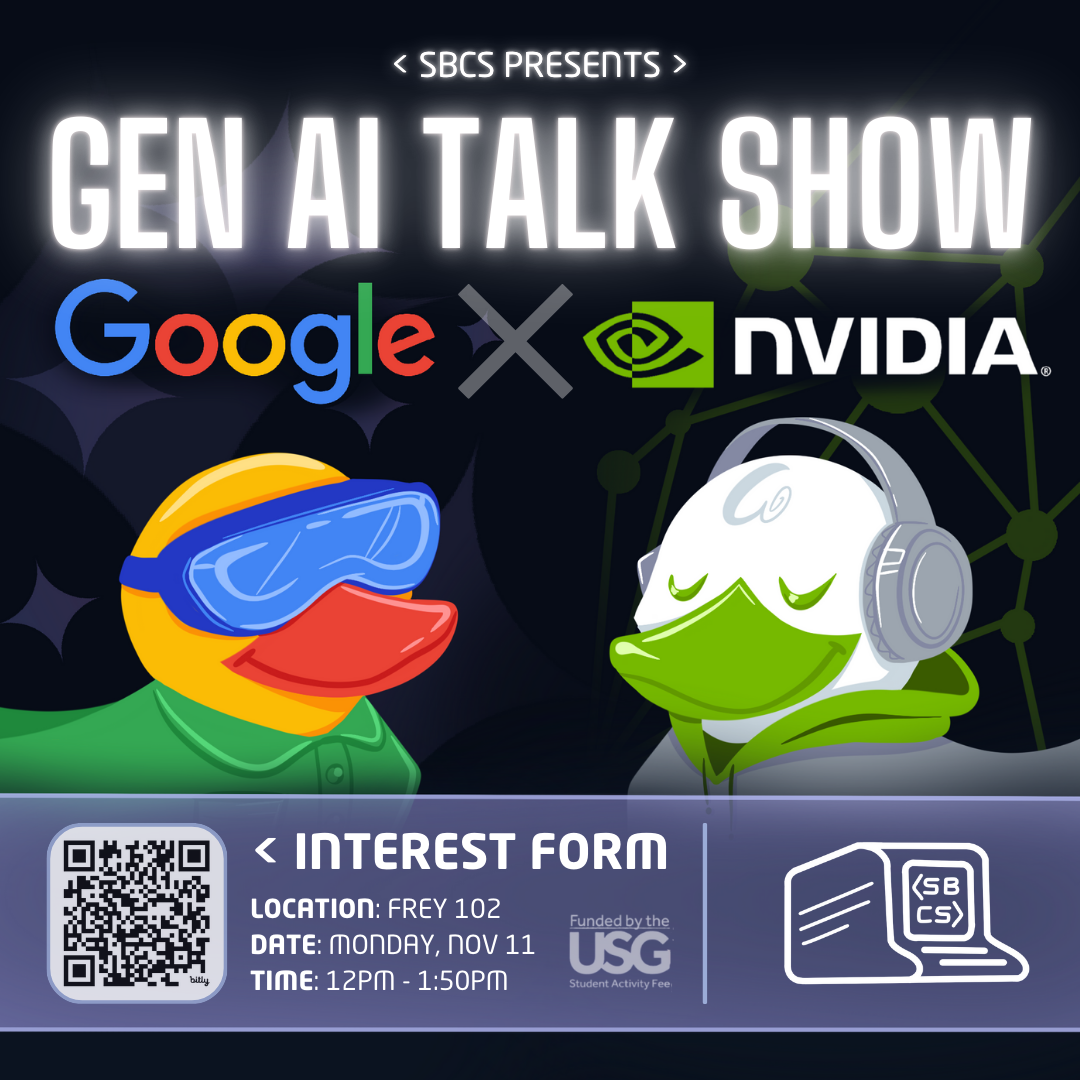 < SBCS PRESENTS >
GEN AI TALK SHOW
Google X NVIDIA®
< INTEREST FORM
LOCATION: FREY 102
DATE: MONDAY, NOV 11
TIME: 12PM - 1:50PM
bitly
Funded by the
USG
Student Activity Fee
<SB
CS>